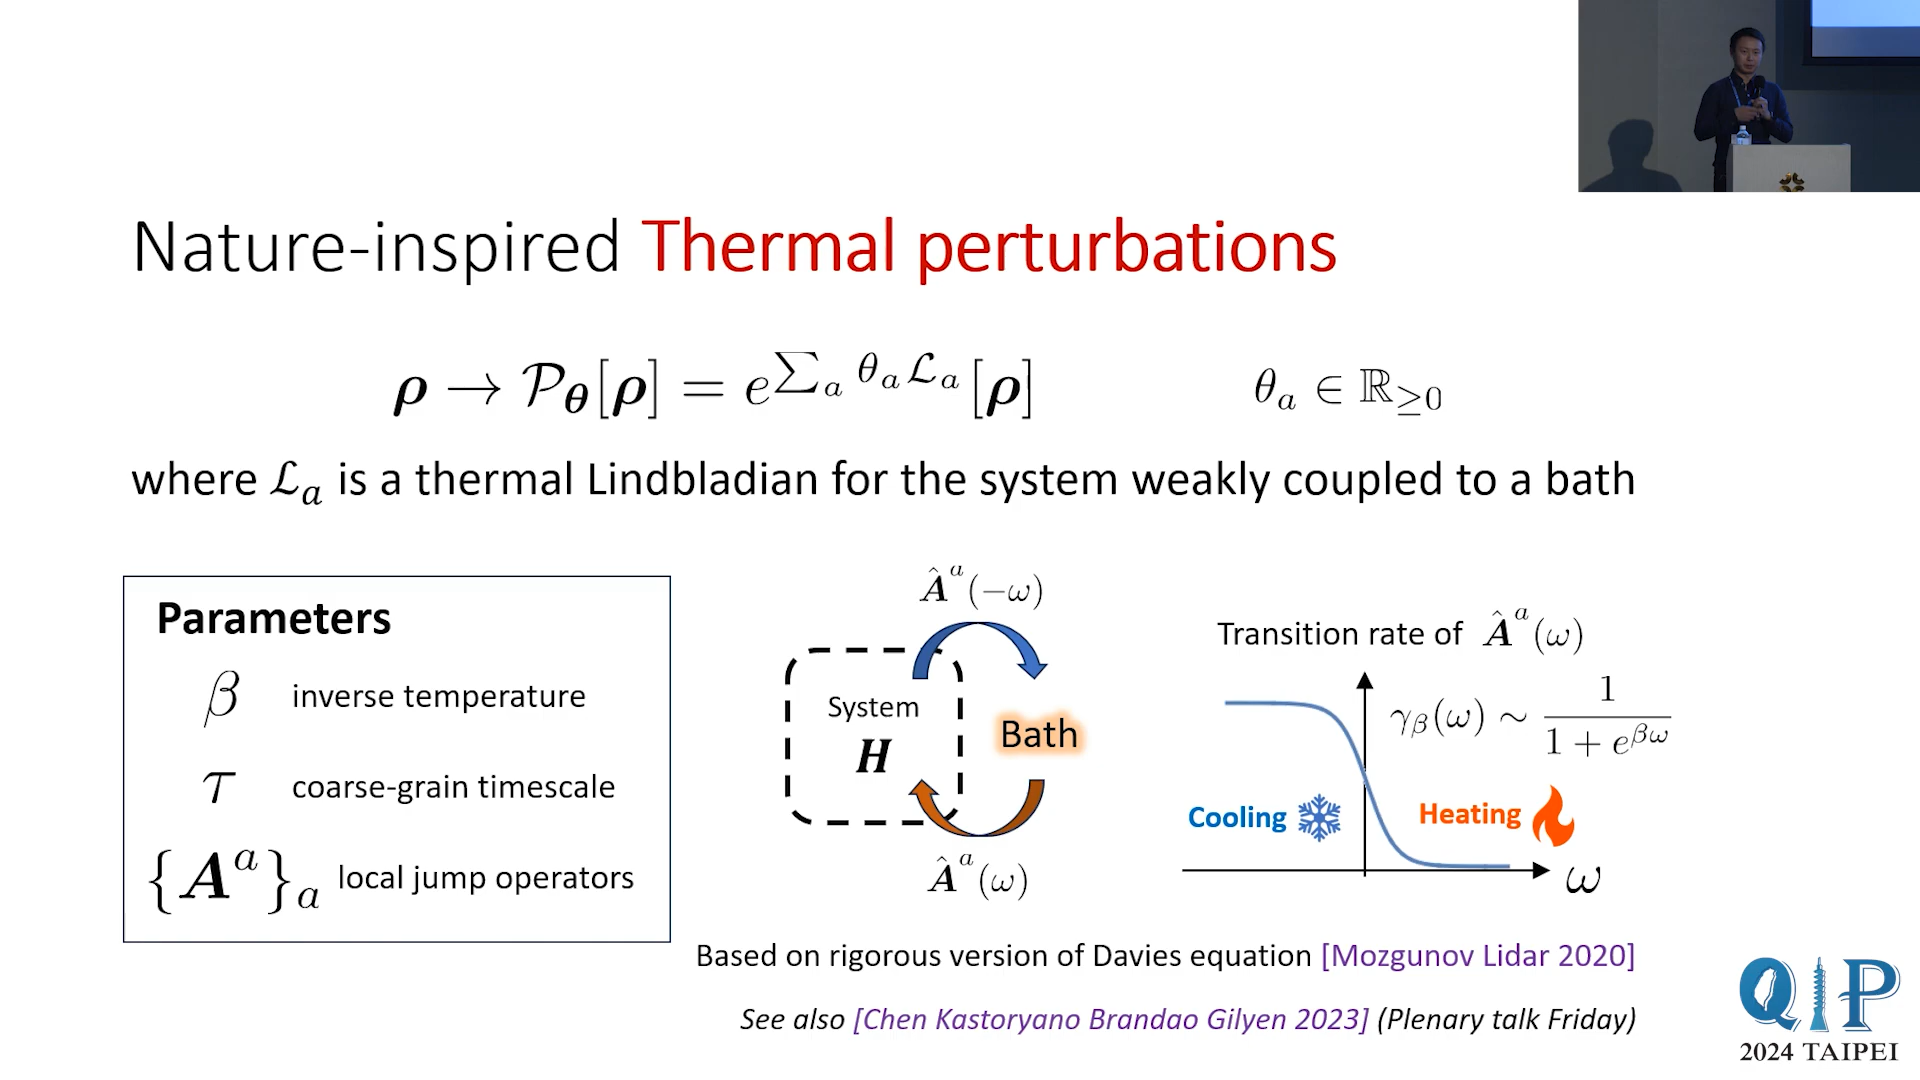 Nature-inspired Thermal perturbations
ρ → 𝒫_θ[ρ] = e^{∑_a θ_a ℒ_a}[ρ]    θ_a ∈ ℝ_{≥0}
where ℒ_a is a thermal Lindbladian for the system weakly coupled to a bath
Parameters
β inverse temperature
τ coarse-grain timescale
{A^a}_a local jump operators
Â^a(−ω)
System
H
Bath
Â^a(ω)
Transition rate of Â^a(ω)
γ_β(ω) ~ 1/(1 + e^{βω})
Cooling
Heating
ω
Based on rigorous version of Davies equation [Mozgunov Lidar 2020]
See also [Chen Kastoryano Brandao Gilyen 2023] (Plenary talk Friday)
QIP
2024 TAIPEI